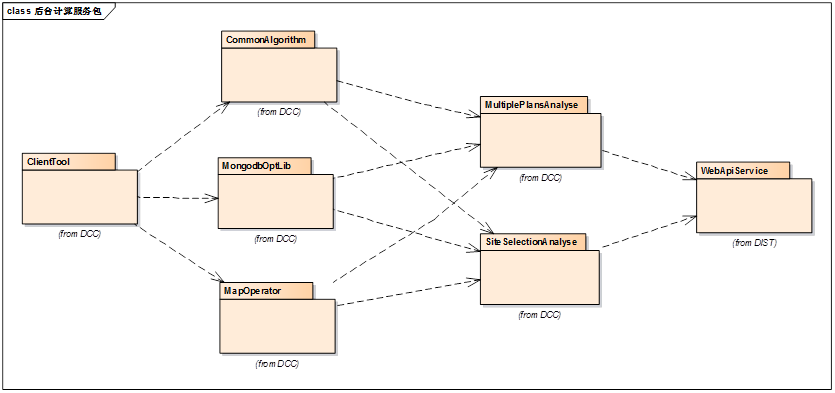 class 后台计算服务包
CommonAlgorithm
(from DCC)
MultiplePlansAnalyse
(from DCC)
ClientTool
(from DCC)
MongodbOptLib
(from DCC)
WebApiService
(from DIST)
SiteSelectionAnalyse
(from DCC)
MapOperator
(from DCC)